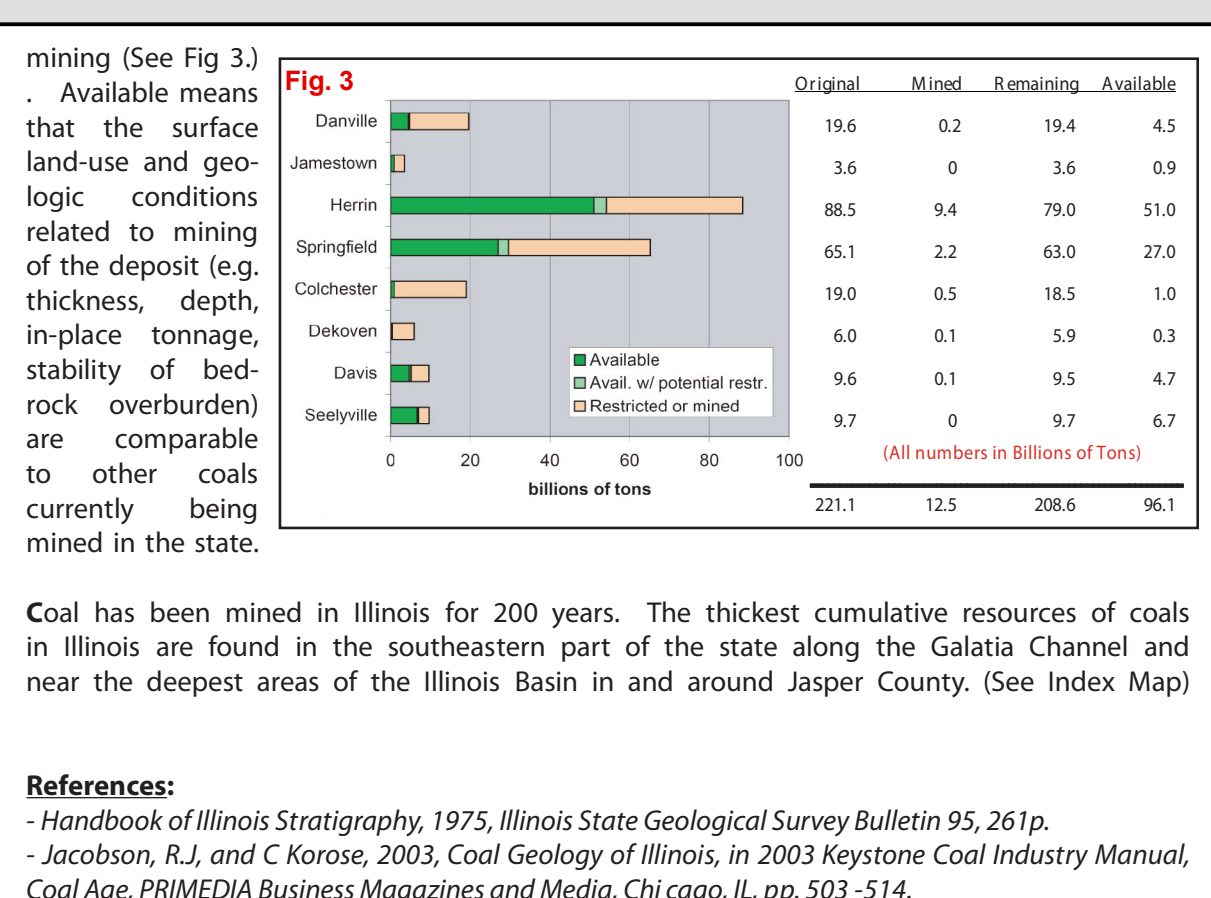 mining (See Fig 3.)
. Available means
that the surface
land-use and geo-
logic conditions
related to mining
of the deposit (e.g.
thickness, depth,
in-place tonnage,
stability of bed-
rock overburden)
are comparable
to other coals
currently being
mined in the state.
Fig. 3
Original Mined Remaining Available
Danville 19.6 0.2 19.4 4.5
Jamestown 3.6 0 3.6 0.9
Herrin 88.5 9.4 79.0 51.0
Springfield 65.1 2.2 63.0 27.0
Colchester 19.0 0.5 18.5 1.0
Dekoven 6.0 0.1 5.9 0.3
Davis 9.6 0.1 9.5 4.7
Seelyville 9.7 0 9.7 6.7
Available
Avail. w/ potential restr.
Restricted or mined
0 20 40 60 80 100
billions of tons
(All numbers in Billions of Tons)
221.1 12.5 208.6 96.1
Coal has been mined in Illinois for 200 years. The thickest cumulative resources of coals
in Illinois are found in the southeastern part of the state along the Galatia Channel and
near the deepest areas of the Illinois Basin in and around Jasper County. (See Index Map)
References:
- Handbook of Illinois Stratigraphy, 1975, Illinois State Geological Survey Bulletin 95, 261p.
- Jacobson, R.J, and C Korose, 2003, Coal Geology of Illinois, in 2003 Keystone Coal Industry Manual,
Coal Age, PRIMEDIA Business Magazines and Media, Chi cago, IL, pp. 503 -514.